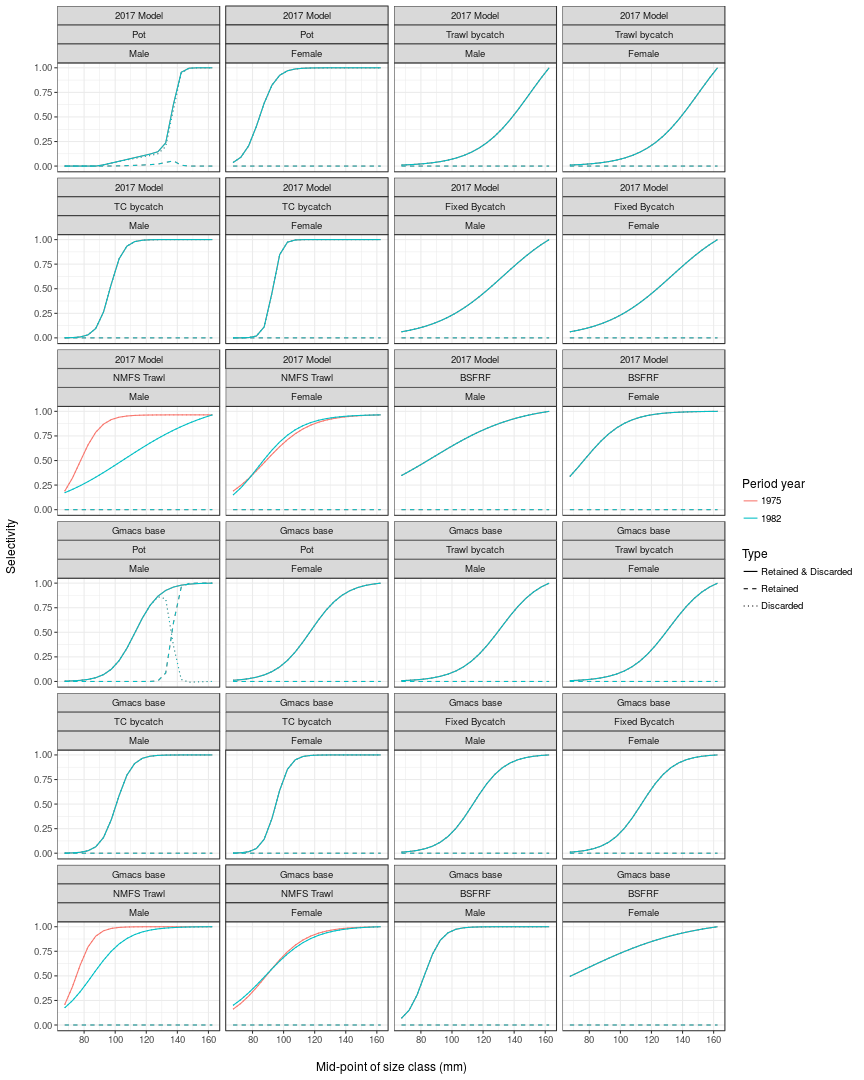 2017 Model 2017 Model 2017 Model 2017 Model
Pot Pot Trawl bycatch Trawl bycatch
Male Female Male Female
1.00
0.75
0.50
0.25
0.00
2017 Model 2017 Model 2017 Model 2017 Model
TC bycatch TC bycatch Fixed Bycatch Fixed Bycatch
Male Female Male Female
1.00
0.75
0.50
0.25
0.00
2017 Model 2017 Model 2017 Model 2017 Model
NMFS Trawl NMFS Trawl BSFRF BSFRF
Male Female Male Female
1.00
0.75
0.50
0.25
0.00
Selectivity
Gmacs base Gmacs base Gmacs base Gmacs base
Pot Pot Trawl bycatch Trawl bycatch
Male Female Male Female
1.00
0.75
0.50
0.25
0.00
Gmacs base Gmacs base Gmacs base Gmacs base
TC bycatch TC bycatch Fixed Bycatch Fixed Bycatch
Male Female Male Female
1.00
0.75
0.50
0.25
0.00
Gmacs base Gmacs base Gmacs base Gmacs base
NMFS Trawl NMFS Trawl BSFRF BSFRF
Male Female Male Female
1.00
0.75
0.50
0.25
0.00
80 100 120 140 160 80 100 120 140 160 80 100 120 140 160 80 100 120 140 160
Mid-point of size class (mm)
Period year
1975
1982
Type
Retained & Discarded
Retained
Discarded